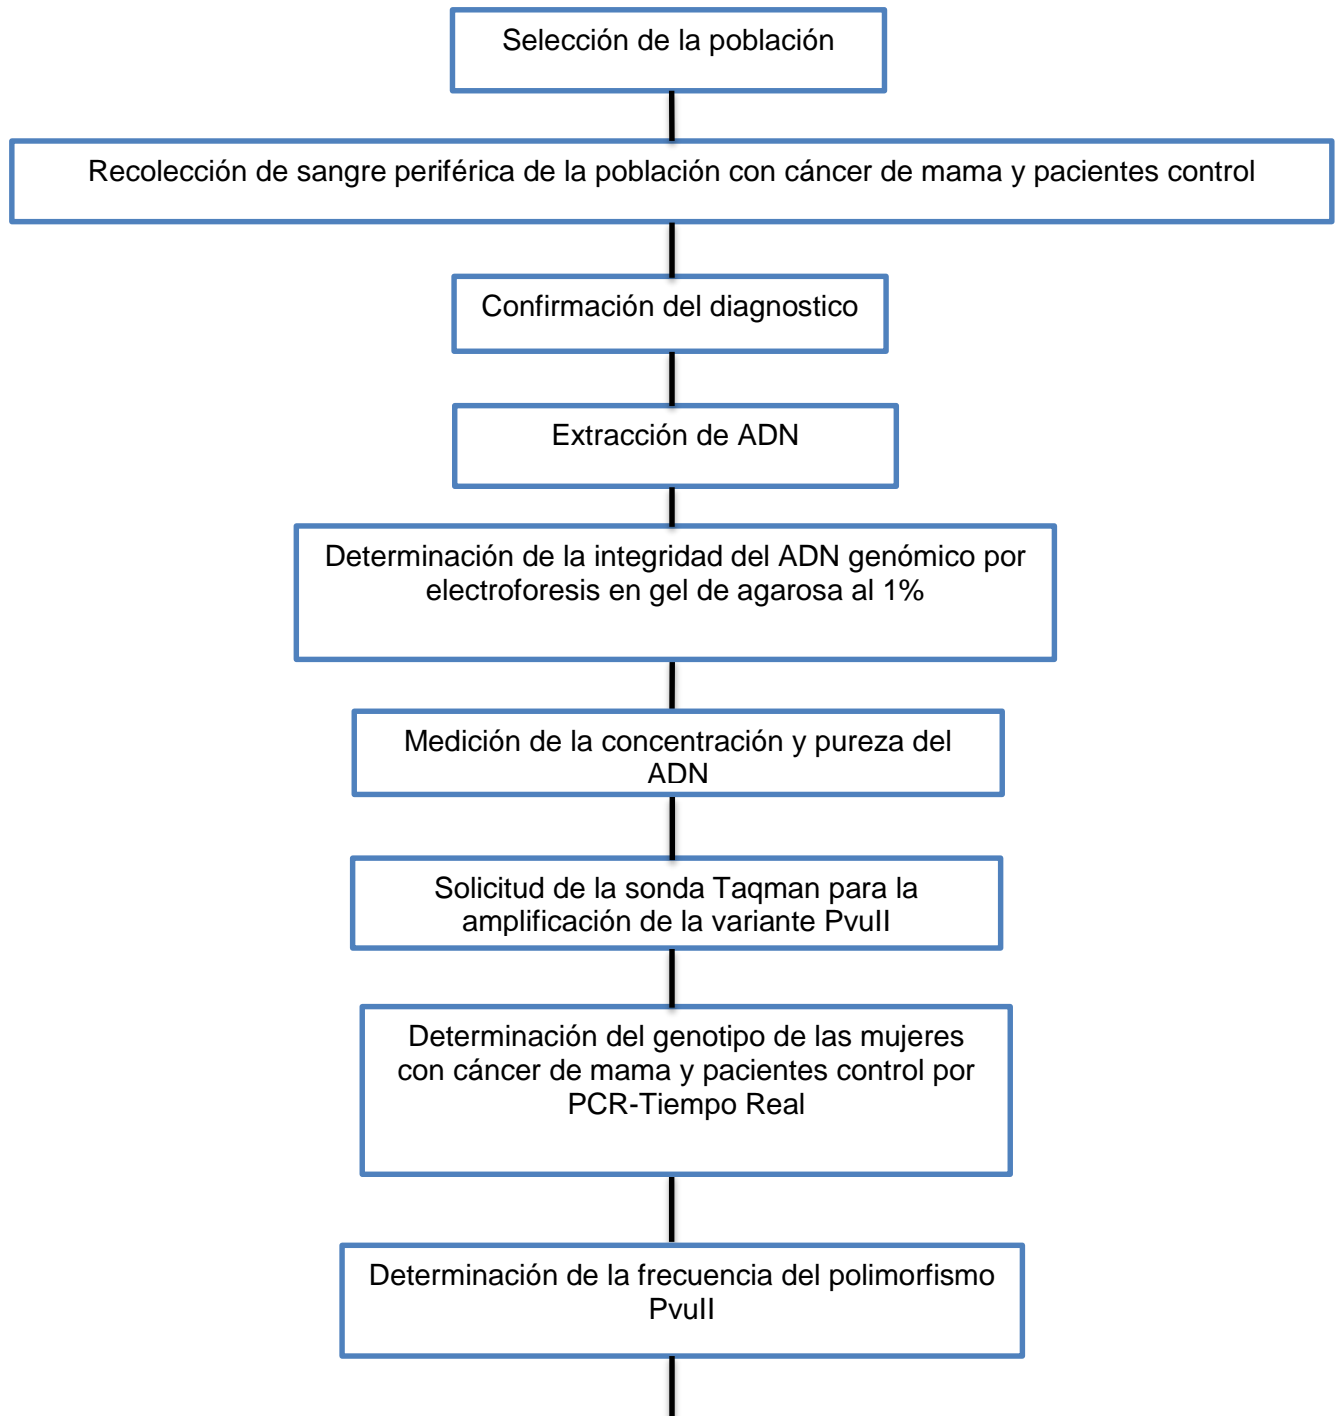 Selección de la población
Recolección de sangre periférica de la población con cáncer de mama y pacientes control
Confirmación del diagnostico
Extracción de ADN
Determinación de la integridad del ADN genómico por
electroforesis en gel de agarosa al 1%
Medición de la concentración y pureza del
ADN
Solicitud de la sonda Taqman para la
amplificación de la variante PvuII
Determinación del genotipo de las mujeres
con cáncer de mama y pacientes control por
PCR-Tiempo Real
Determinación de la frecuencia del polimorfismo
PvuII